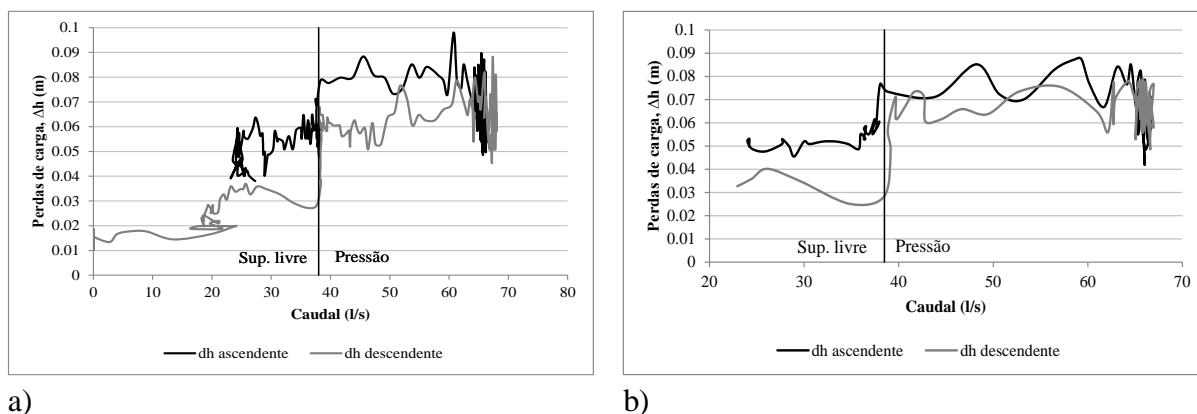 0.1
0.09
0.08
0.07
0.06
0.05
0.04
0.03
0.02
0.01
0
Perdas de carga, Δh (m)
Sup. livre
Pressão
0 10 20 30 40 50 60 70 80
Caudal (l/s)
dh ascendente dh descendente
a)
0.1
0.09
0.08
0.07
0.06
0.05
0.04
0.03
0.02
0.01
0
Perdas de carga, Δh (m)
Sup. livre
Pressão
20 30 40 50 60 70
Caudal (l/s)
dh ascendente dh descendente
b)